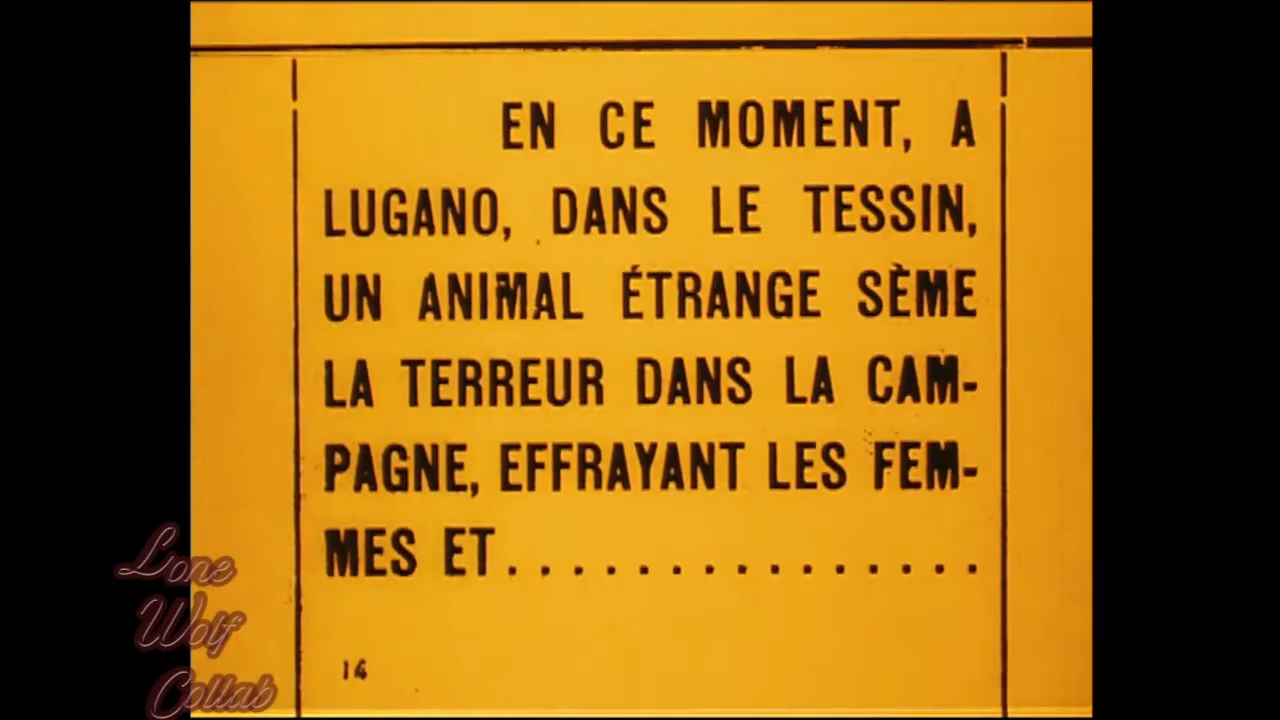 EN CE MOMENT, A
LUGANO, DANS LE TESSIN,
UN ANIMAL ÉTRANGE SÈME
LA TERREUR DANS LA CAM-
PAGNE, EFFRAYANT LES FEM-
MES ET................
14
Lone
Wolf
Collab